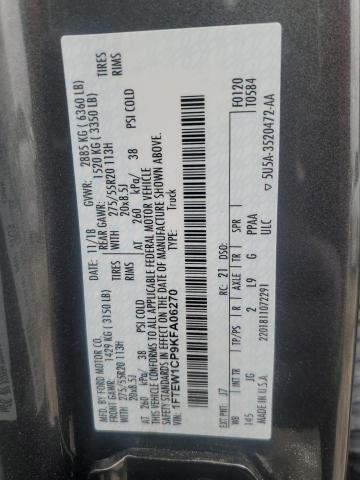 MFD. BY FORD MOTOR CO.
DATE: 11/18
GVWR: 2885 KG ( 6360 LB)
FRONT GAWR: 1429 KG ( 3150 LB)
REAR GAWR: 1520 KG ( 3350 LB)
275/55R20 113H
WITH 275/55R20 113H TIRES
20x8.5J
20x8.5J RIMS
AT 260 kPa/ 38 PSI COLD
AT 260 kPa/ 38 PSI COLD
THIS VEHICLE CONFORMS TO ALL APPLICABLE FEDERAL MOTOR VEHICLE
SAFETY STANDARDS IN EFFECT ON THE DATE OF MANUFACTURE SHOWN ABOVE.
VIN: 1FTEW1CP9KFA06270
TYPE: Truck
TIRES
RIMS
F0120
T0584
EXT PNT: J7 RC: 21 DSO:
WB INT TR TP/PS R AXLE TR SPR
145 JG 2 L9 G PPAA
ULC
5U5A-3520472-AA
MADE IN U.S.A. 2201811072291